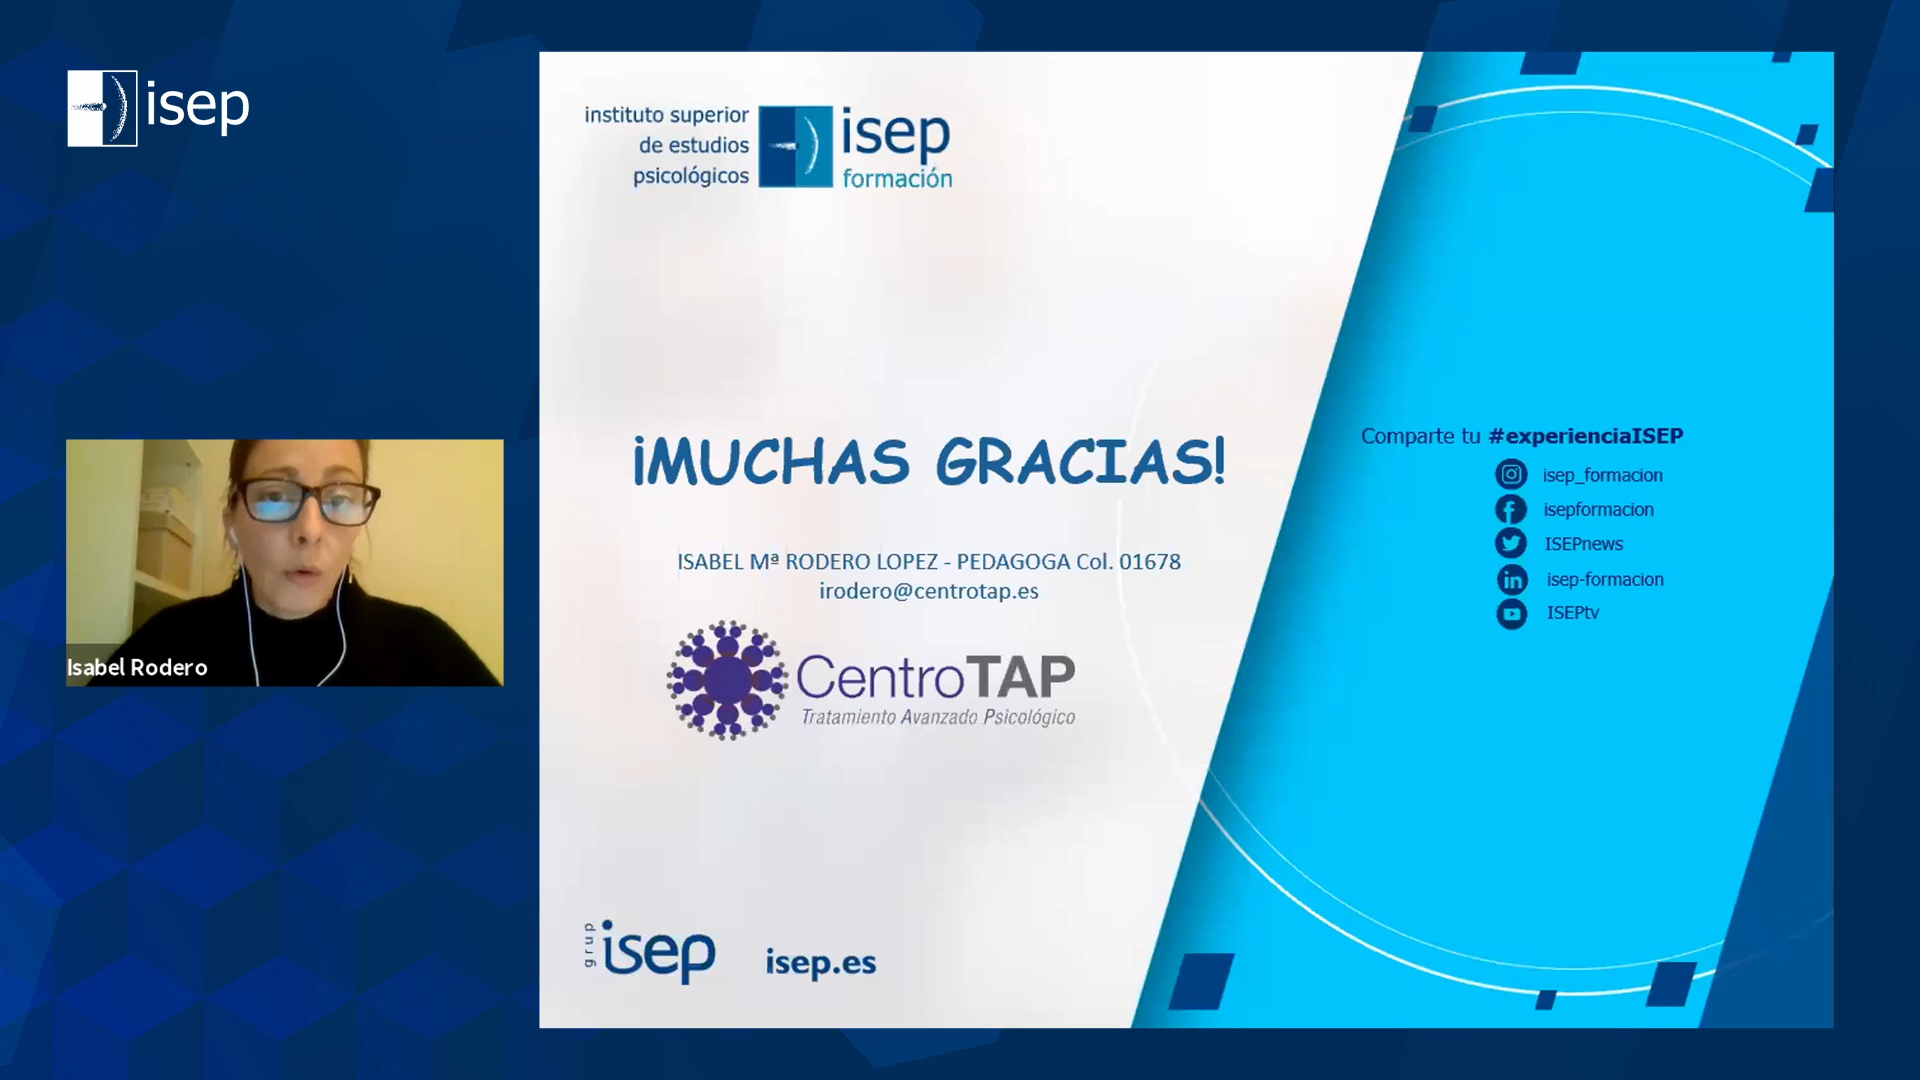 isep
instituto superior
de estudios
psicológicos
isep
formación
¡MUCHAS GRACIAS!
ISABEL Mª RODERO LOPEZ - PEDAGOGA Col. 01678
irodero@centrotap.es
CentroTAP
Tratamiento Avanzado Psicológico
Comparte tu #experienciaISEP
isep_formacion
isepformacion
ISEPnews
isep-formacion
ISEPtv
Isabel Rodero
grup isep
isep.es